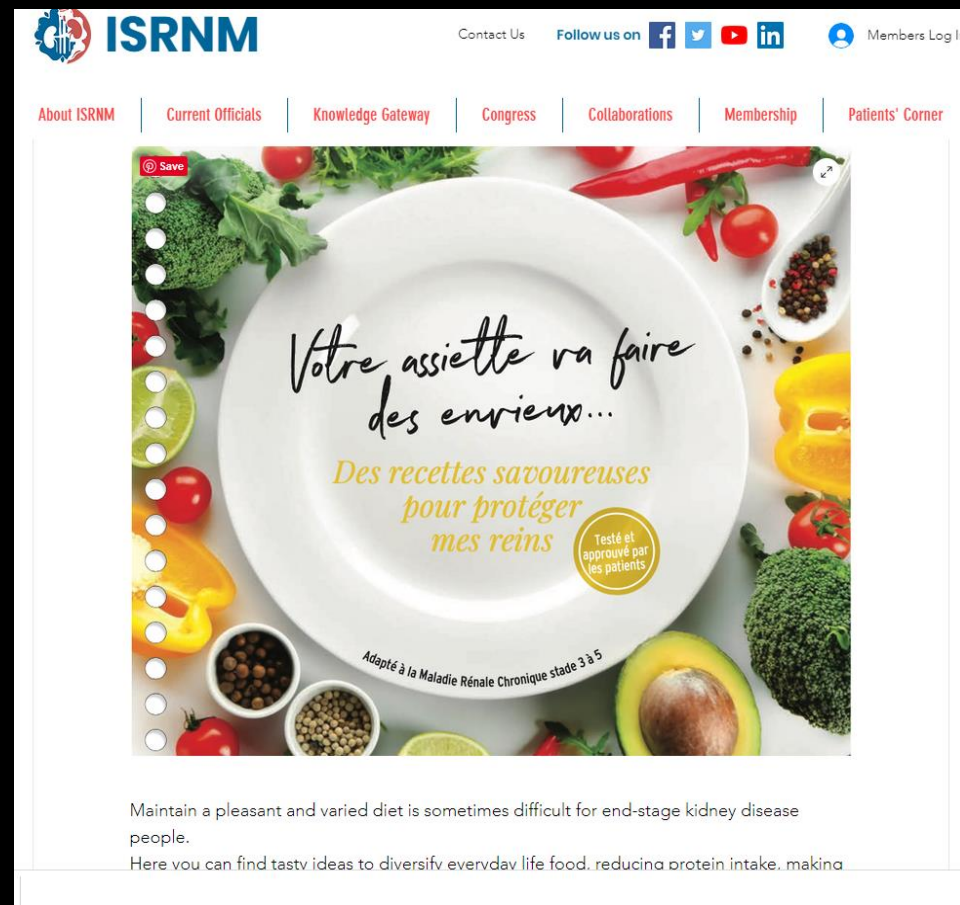 ISRNM
Contact Us
Follow us on
Members Log I
About ISRNM
Current Officials
Knowledge Gateway
Congress
Collaborations
Membership
Patients' Corner
Save
Votre assiette va faire
des envieux...
Des recettes savoureuses
pour protéger
mes reins
Testé et
approuvé par
les patients
Adapté à la Maladie Rénale Chronique stade 3 à 5
Maintain a pleasant and varied diet is sometimes difficult for end-stage kidney disease
people.
Here you can find tasty ideas to diversify everyday life food, reducing protein intake, making